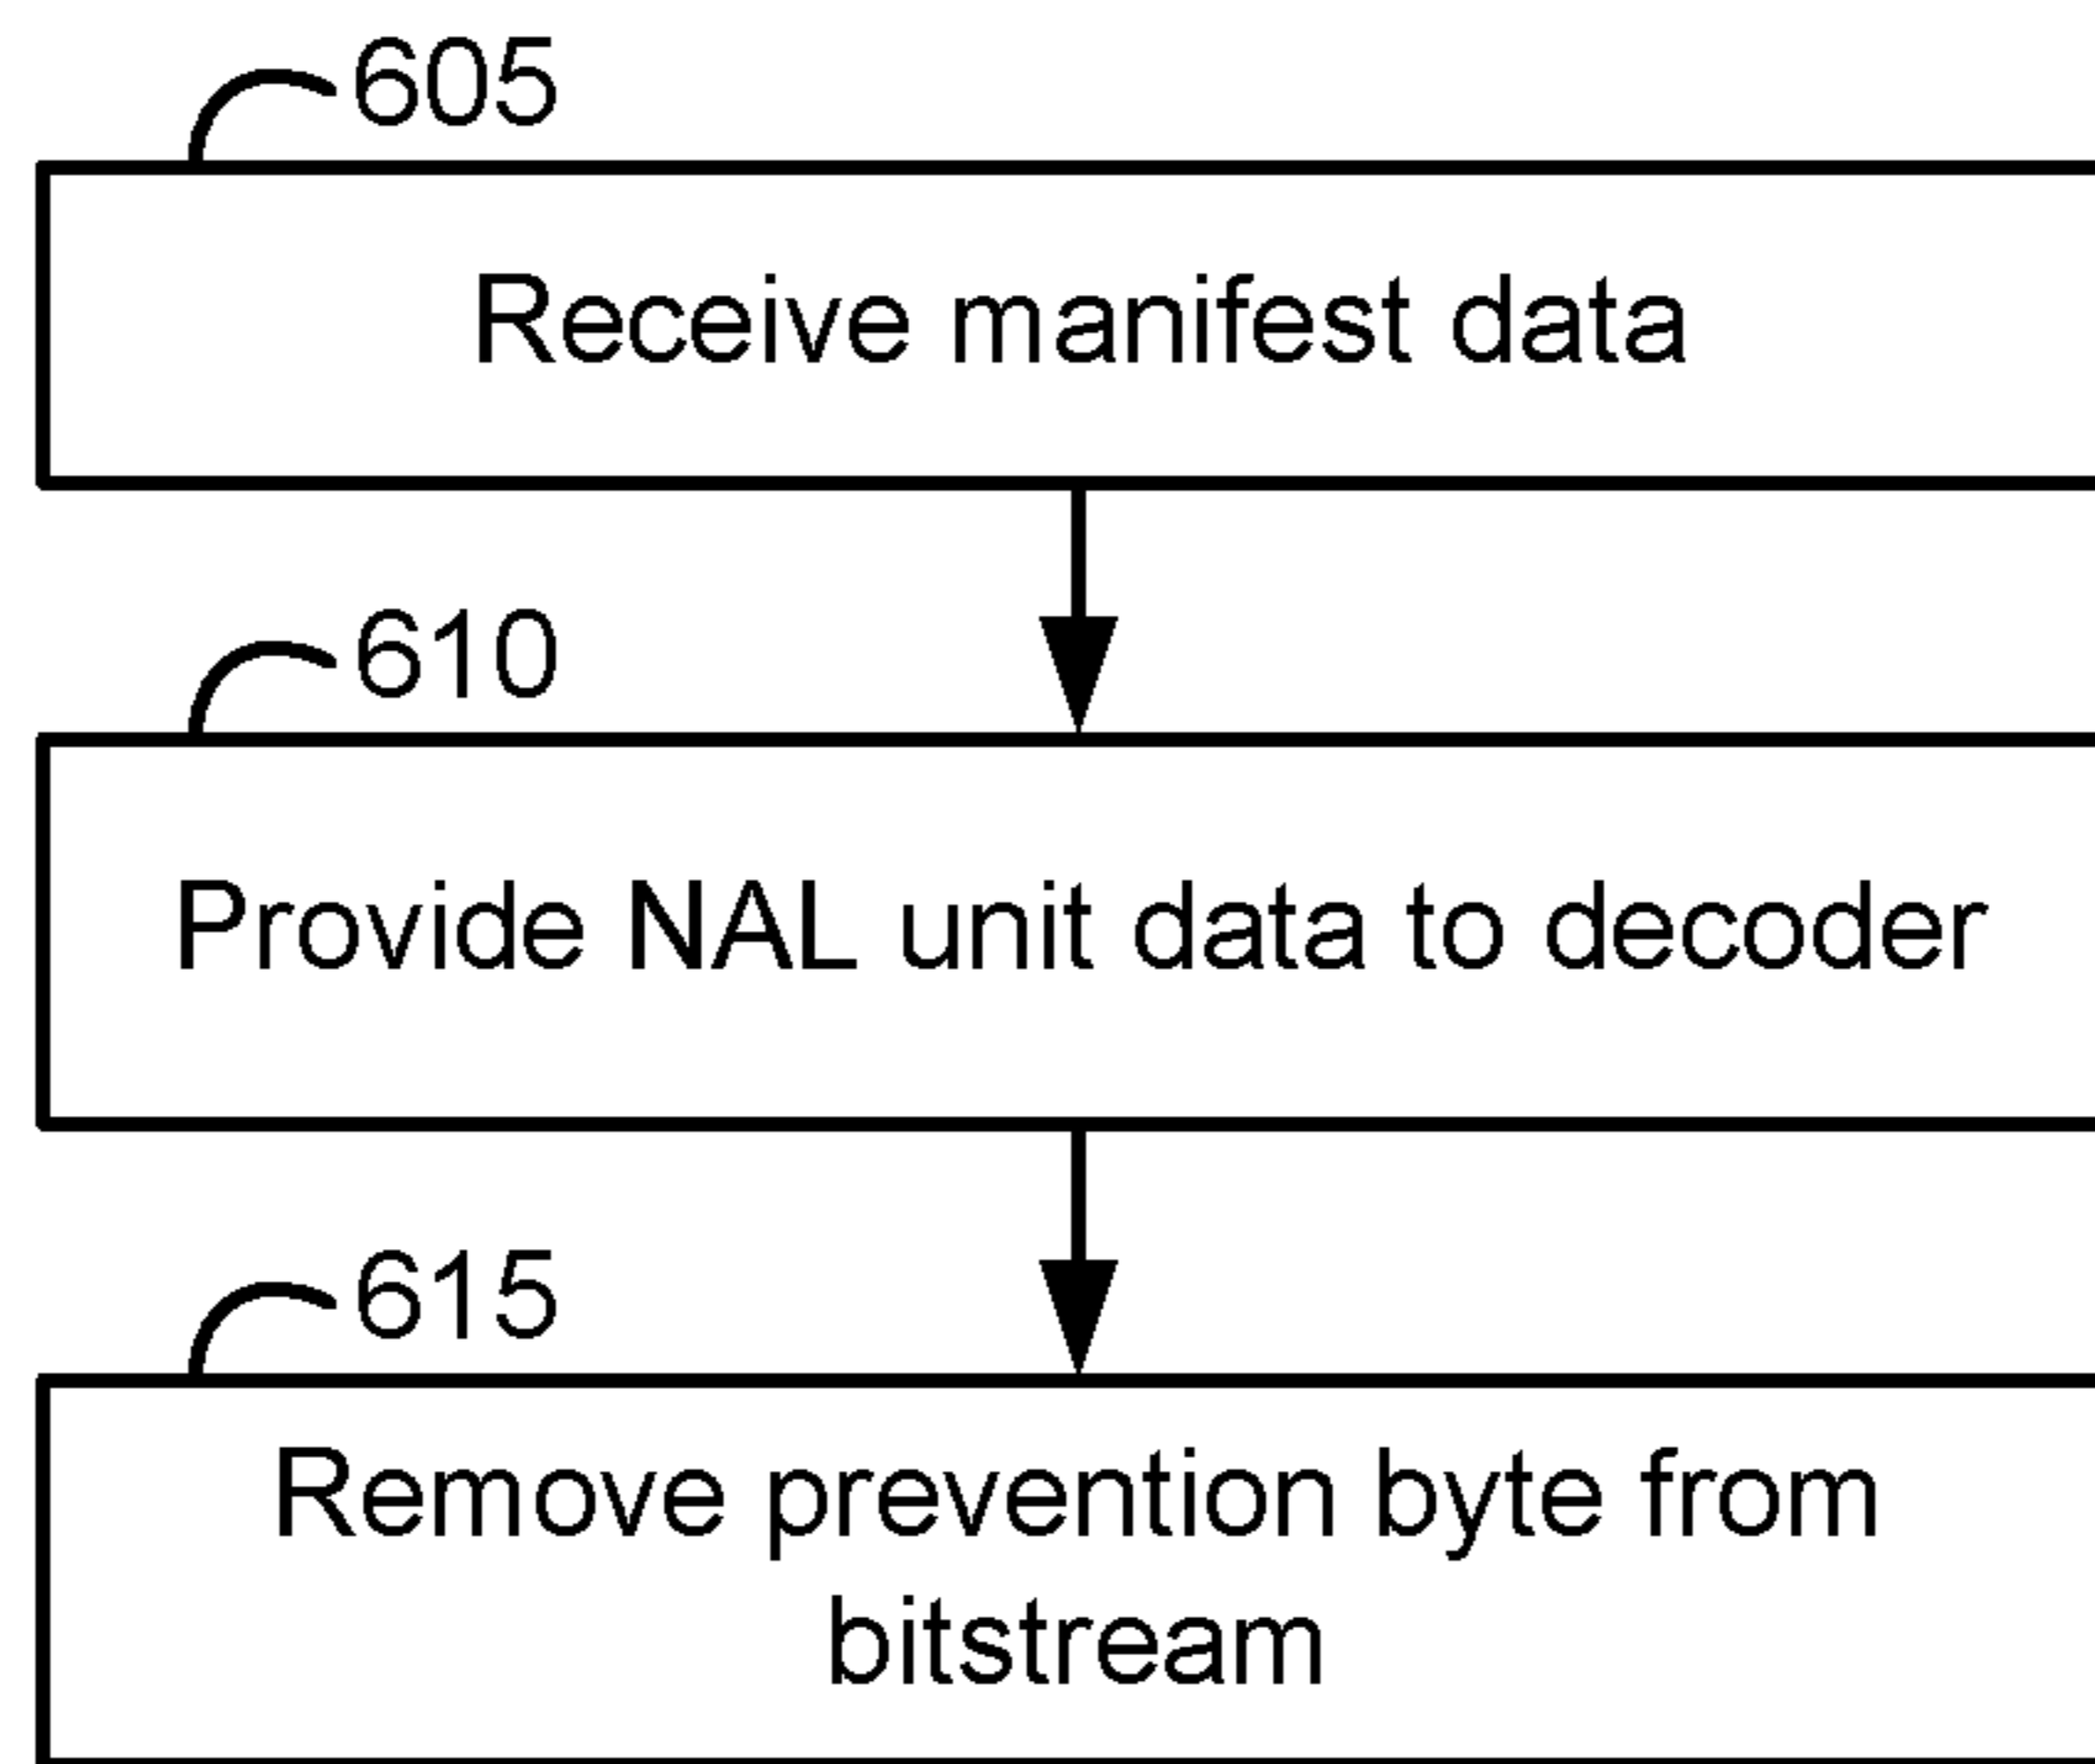 605
Receive manifest data
610
Provide NAL unit data to decoder
615
Remove prevention byte from
bitstream